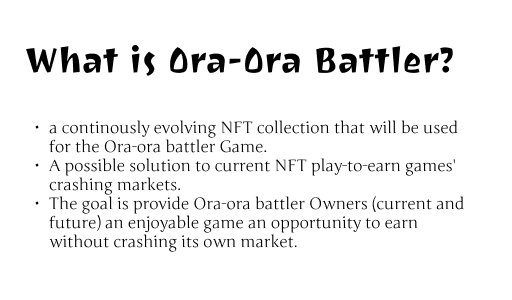 What is Ora-Ora Battler?
• a continously evolving NFT collection that will be used
for the Ora-ora battler Game.
• A possible solution to current NFT play-to-earn games'
crashing markets.
• The goal is provide Ora-ora battler Owners (current and
future) an enjoyable game an opportunity to earn
without crashing its own market.